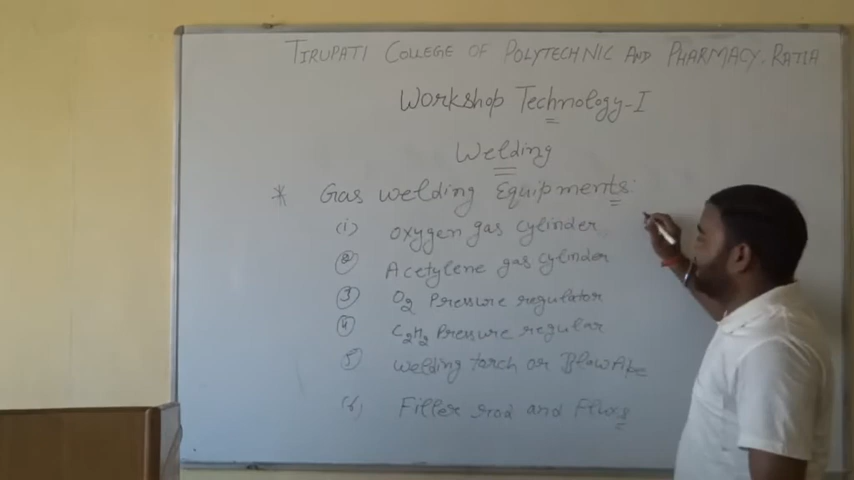 TIRUPATI COLLEGE OF POLYTECHNIC AND PHARMACY, RATIA
Workshop Technology-I
Welding
* Gas welding Equipments:
(i) Oxygen gas cylinder
(2) Acetylene gas cylinder
(3) O₂ Pressure regulator
(4) C₂H₂ Pressure regular
(5) Welding torch or Blow Pipe
(6) Filler rod and Flux